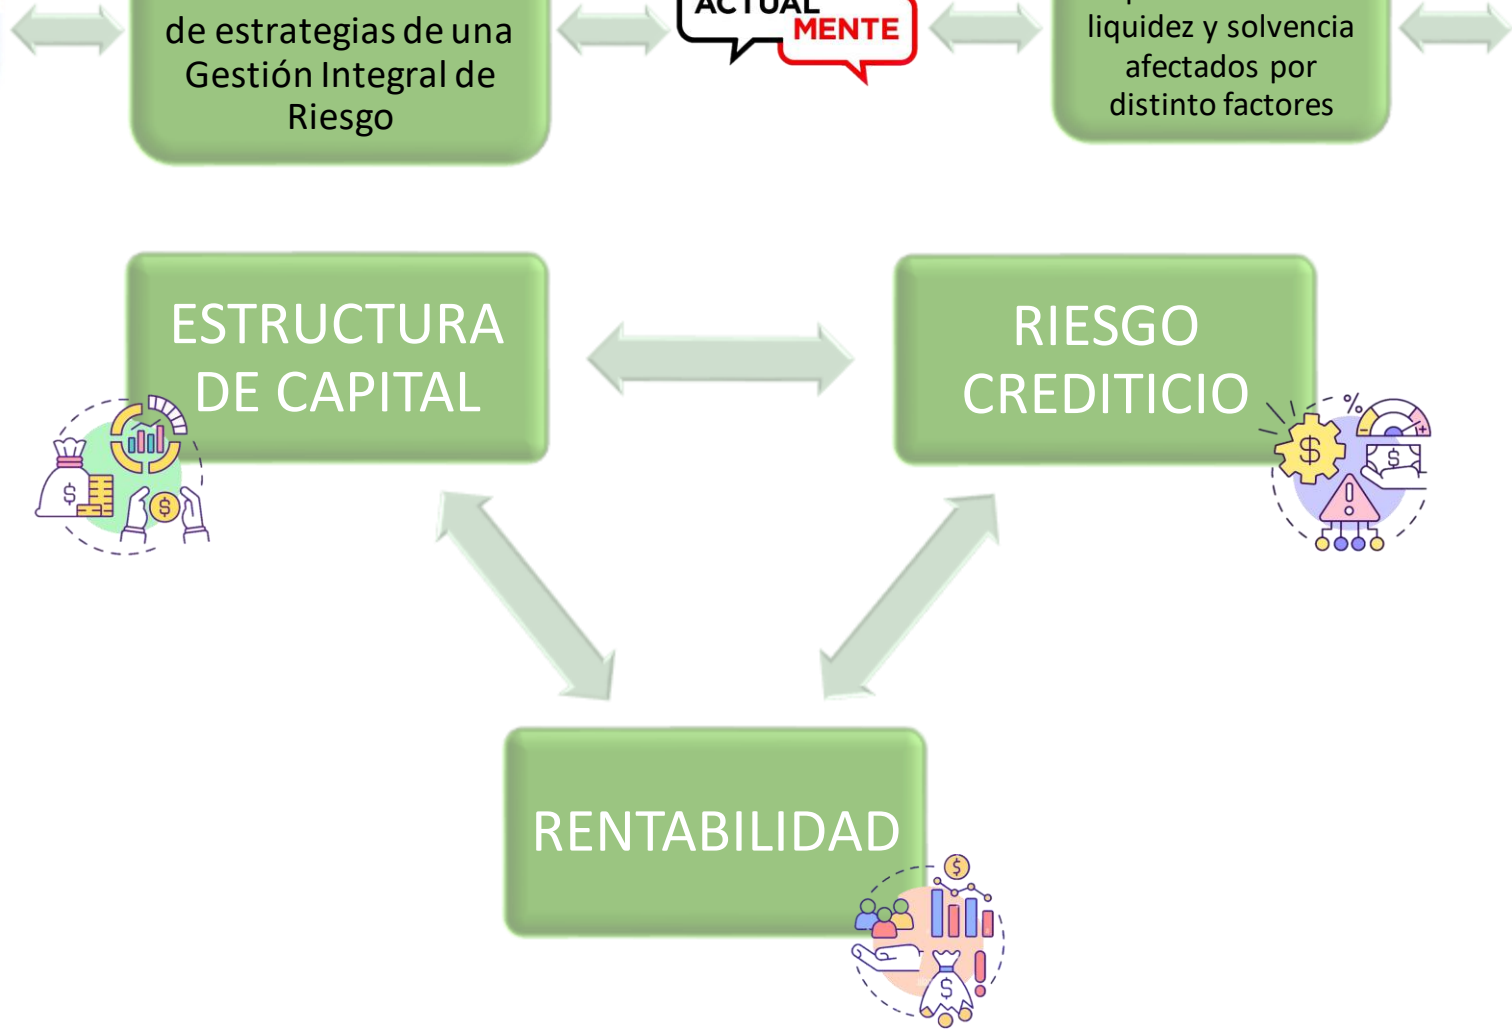 de estrategias de una
Gestión Integral de
Riesgo
ACTUAL
MENTE
liquidez y solvencia
afectados por
distinto factores
ESTRUCTURA
DE CAPITAL
RIESGO
CREDITICIO
RENTABILIDAD